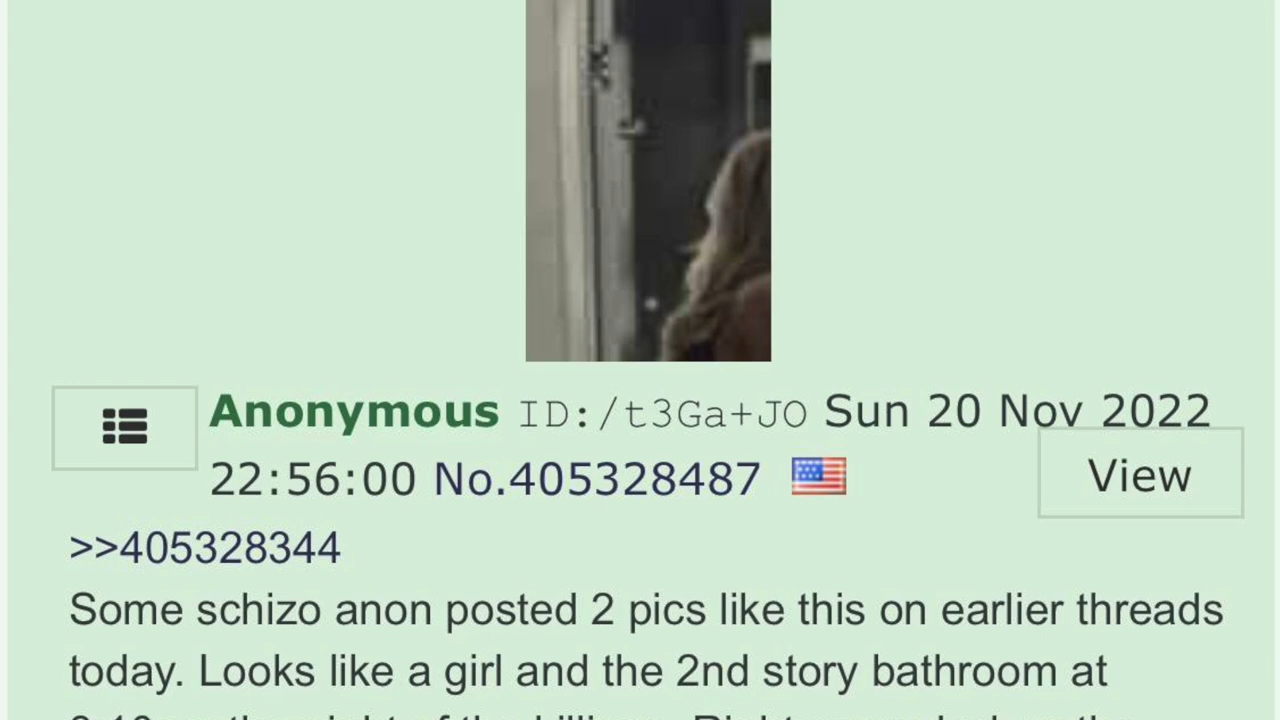 Anonymous ID:/t3Ga+JO Sun 20 Nov 2022
22:56:00 No.405328487
View
>>405328344
Some schizo anon posted 2 pics like this on earlier threads
today. Looks like a girl and the 2nd story bathroom at